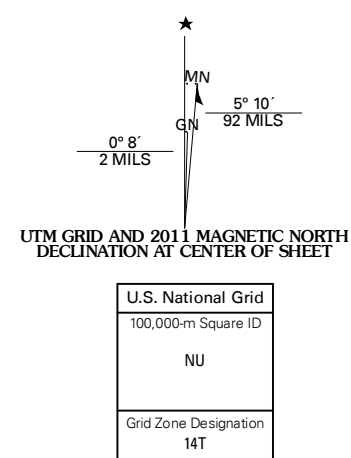 ★
MN
5° 10´
92 MILS
GN
0° 8´
2 MILS
UTM GRID AND 2011 MAGNETIC NORTH
DECLINATION AT CENTER OF SHEET
U.S. National Grid
100,000-m Square ID
NU
Grid Zone Designation
14T